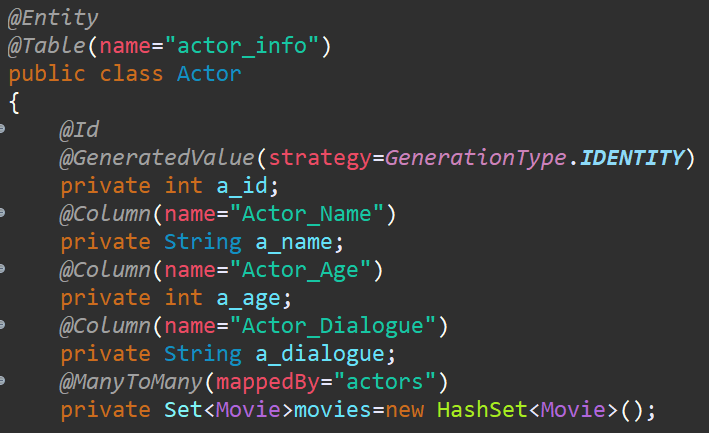 @Entity
@Table(name="actor_info")
public class Actor
{
@Id
@GeneratedValue(strategy=GenerationType.IDENTITY)
private int a_id;
@Column(name="Actor_Name")
private String a_name;
@Column(name="Actor_Age")
private int a_age;
@Column(name="Actor_Dialogue")
private String a_dialogue;
@ManyToMany(mappedBy="actors")
private Set<Movie>movies=new HashSet<Movie>();